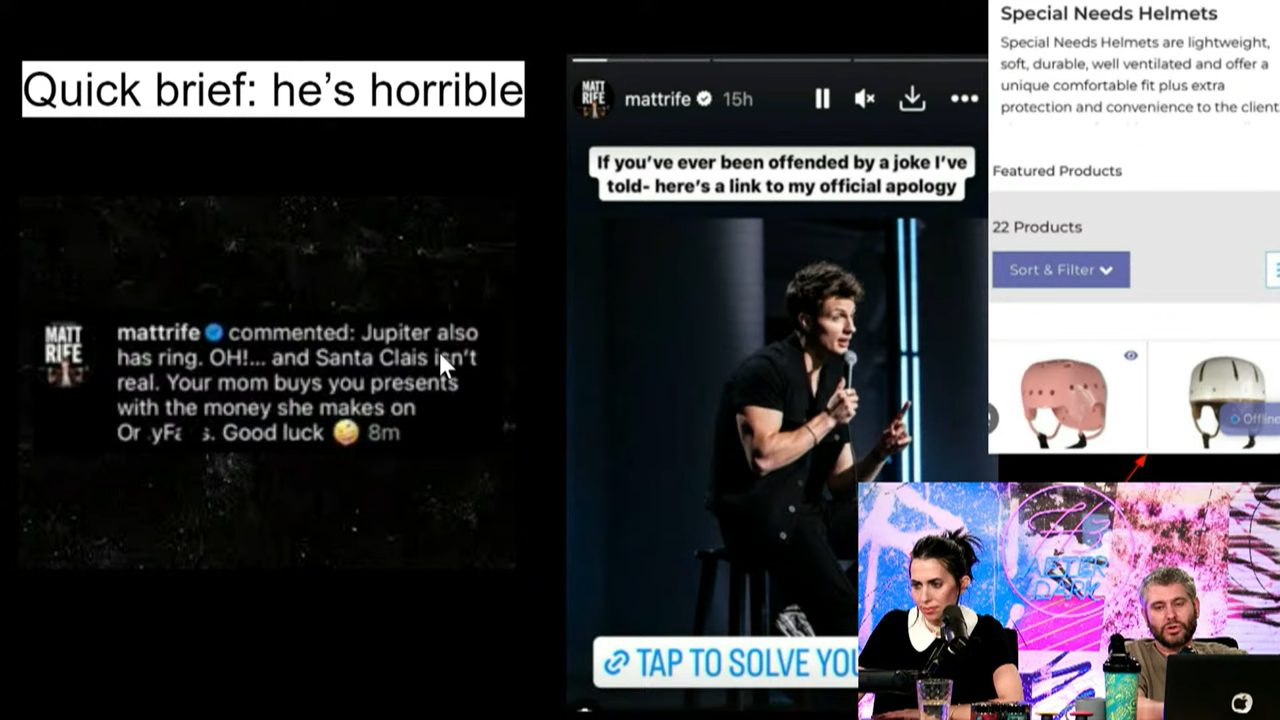 Quick brief: he's horrible
mattrife commented: Jupiter also
has ring. OH!... and Santa Clais isn't
real. Your mom buys you presents
with the money she makes on
Good luck 8m
MATT
RIFE
MATT
RIFE
mattrife 15h
If you've ever been offended by a joke I've
told- here's a link to my official apology
TAP TO SOLVE
Special Needs Helmets
Special Needs Helmets are lightweight,
soft, durable, well ventilated and offer a
unique comfortable fit plus extra
protection and convenience to the client
Featured Products
22 Products
Sort & Filter
Offline
H3
AFTER
DARK